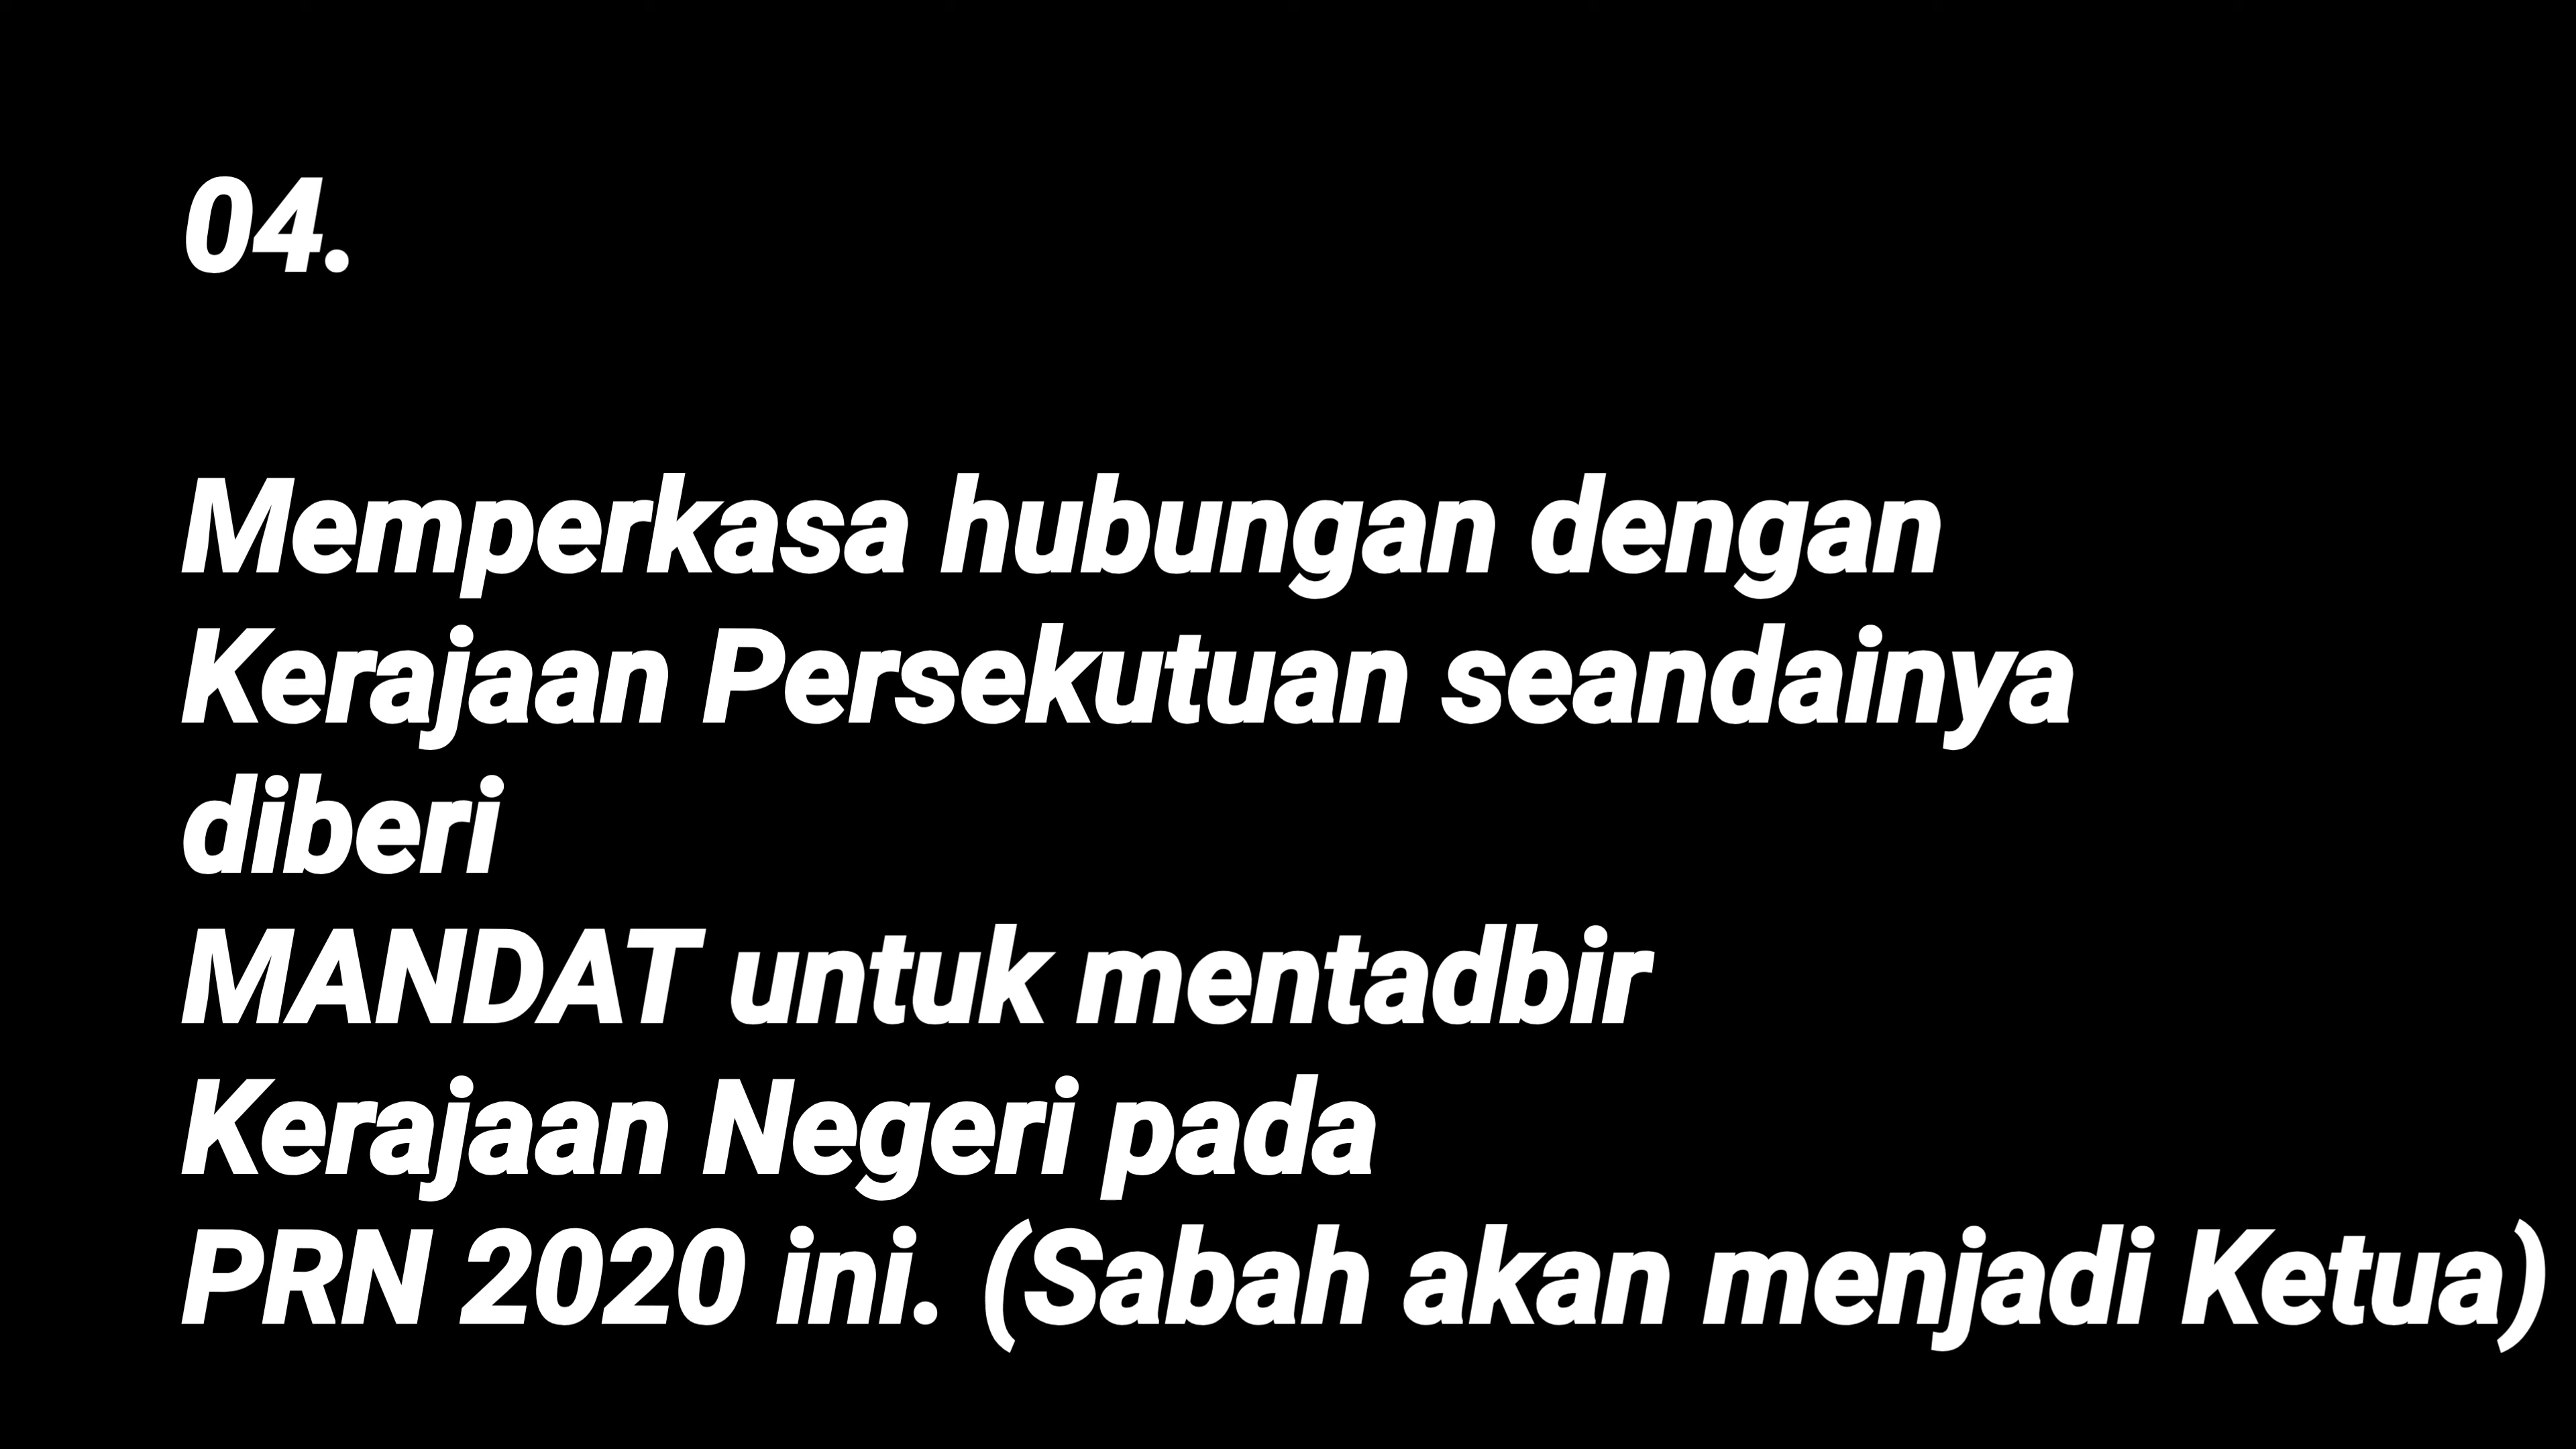 04.
Memperkasa hubungan dengan
Kerajaan Persekutuan seandainya
diberi
MANDAT untuk mentadbir
Kerajaan Negeri pada
PRN 2020 ini. (Sabah akan menjadi Ketua)